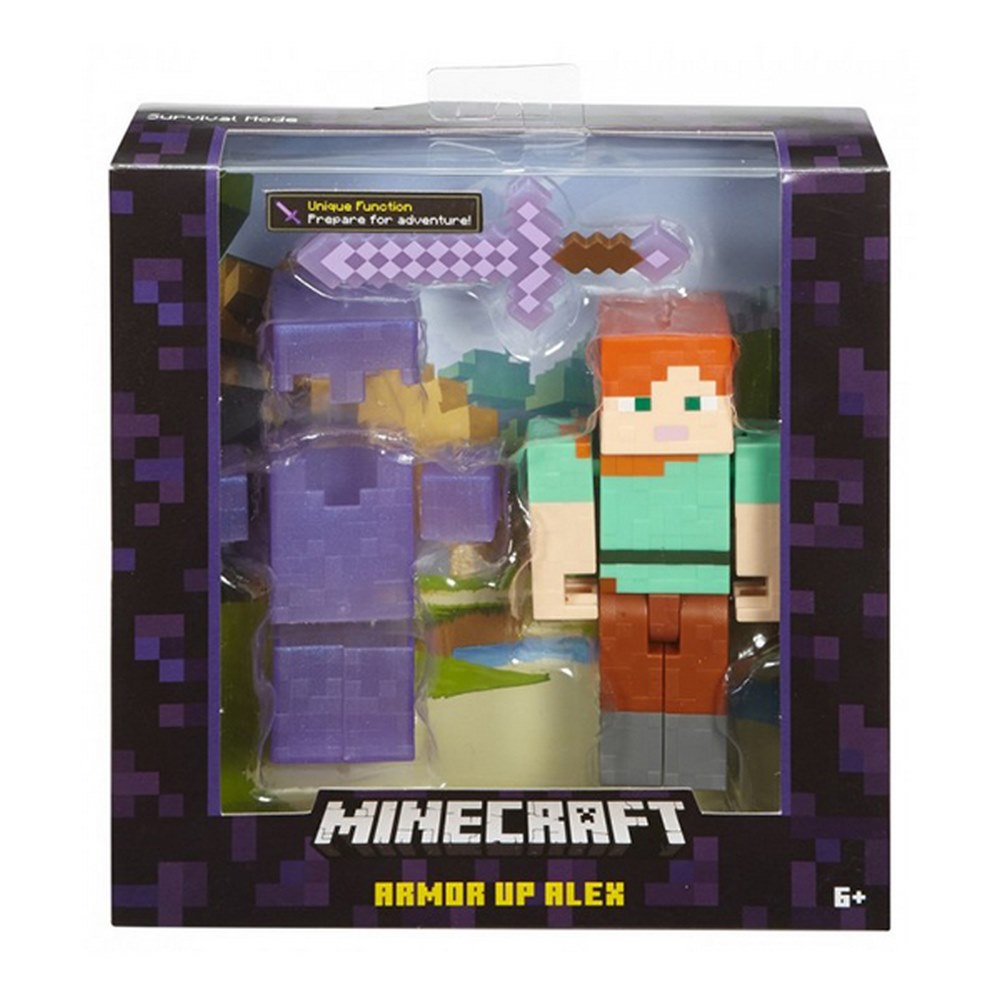 Survival Mode
Unique Function
Prepare for adventure!
MINECRAFT
ARMOR UP ALEX
6+